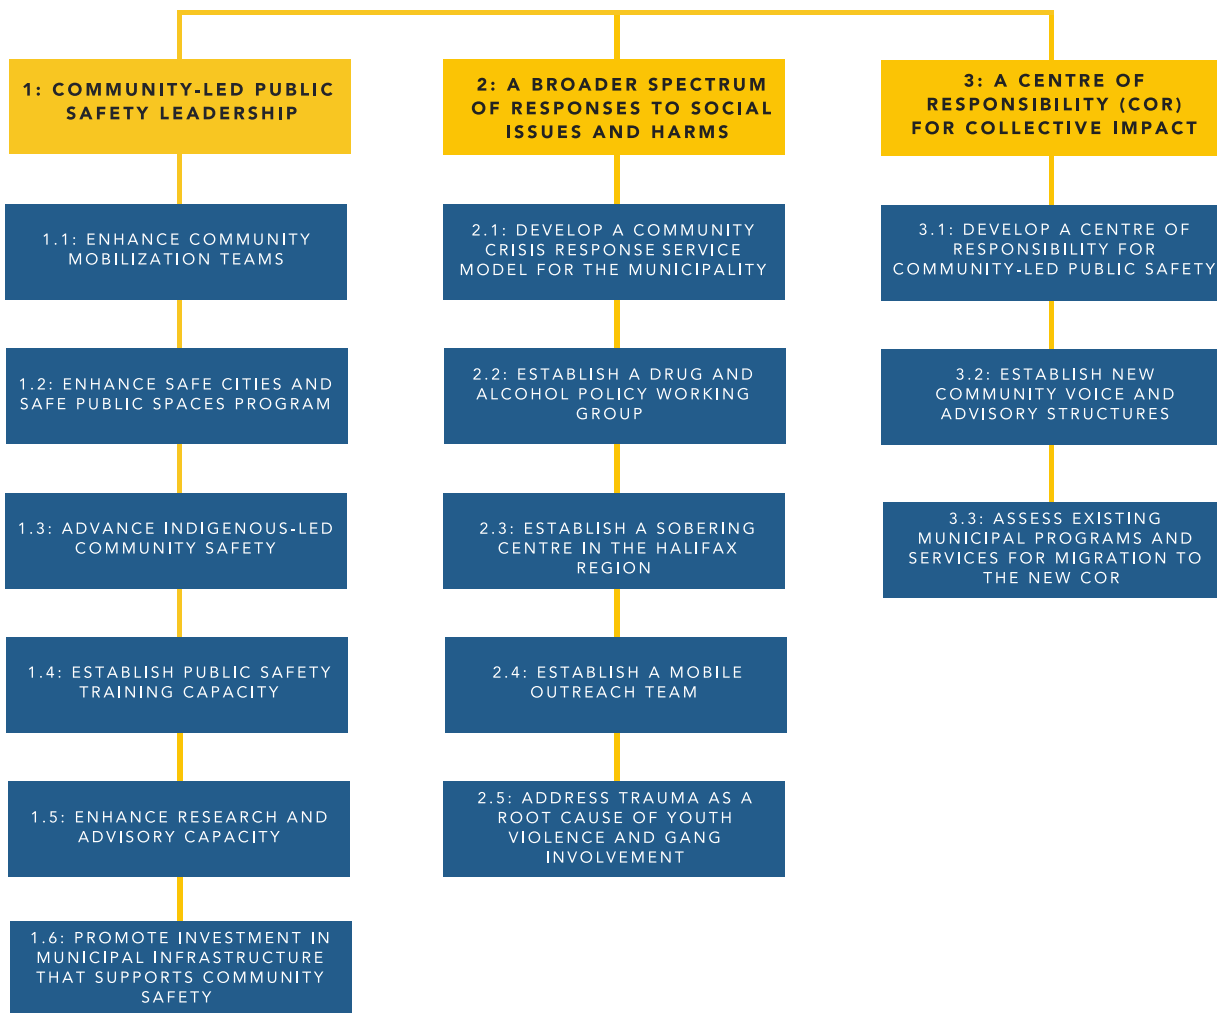 1: COMMUNITY-LED PUBLIC
SAFETY LEADERSHIP
1.1: ENHANCE COMMUNITY
MOBILIZATION TEAMS
1.2: ENHANCE SAFE CITIES AND
SAFE PUBLIC SPACES PROGRAM
1.3: ADVANCE INDIGENOUS-LED
COMMUNITY SAFETY
1.4: ESTABLISH PUBLIC SAFETY
TRAINING CAPACITY
1.5: ENHANCE RESEARCH AND
ADVISORY CAPACITY
1.6: PROMOTE INVESTMENT IN
MUNICIPAL INFRASTRUCTURE
THAT SUPPORTS COMMUNITY
SAFETY
2: A BROADER SPECTRUM
OF RESPONSES TO SOCIAL
ISSUES AND HARMS
2.1: DEVELOP A COMMUNITY
CRISIS RESPONSE SERVICE
MODEL FOR THE MUNICIPALITY
2.2: ESTABLISH A DRUG AND
ALCOHOL POLICY WORKING
GROUP
2.3: ESTABLISH A SOBERING
CENTRE IN THE HALIFAX
REGION
2.4: ESTABLISH A MOBILE
OUTREACH TEAM
2.5: ADDRESS TRAUMA AS A
ROOT CAUSE OF YOUTH
VIOLENCE AND GANG
INVOLVEMENT
3: A CENTRE OF
RESPONSIBILITY (COR)
FOR COLLECTIVE IMPACT
3.1: DEVELOP A CENTRE OF
RESPONSIBILITY FOR
COMMUNITY-LED PUBLIC SAFETY
3.2: ESTABLISH NEW
COMMUNITY VOICE AND
ADVISORY STRUCTURES
3.3: ASSESS EXISTING
MUNICIPAL PROGRAMS AND
SERVICES FOR MIGRATION TO
THE NEW COR